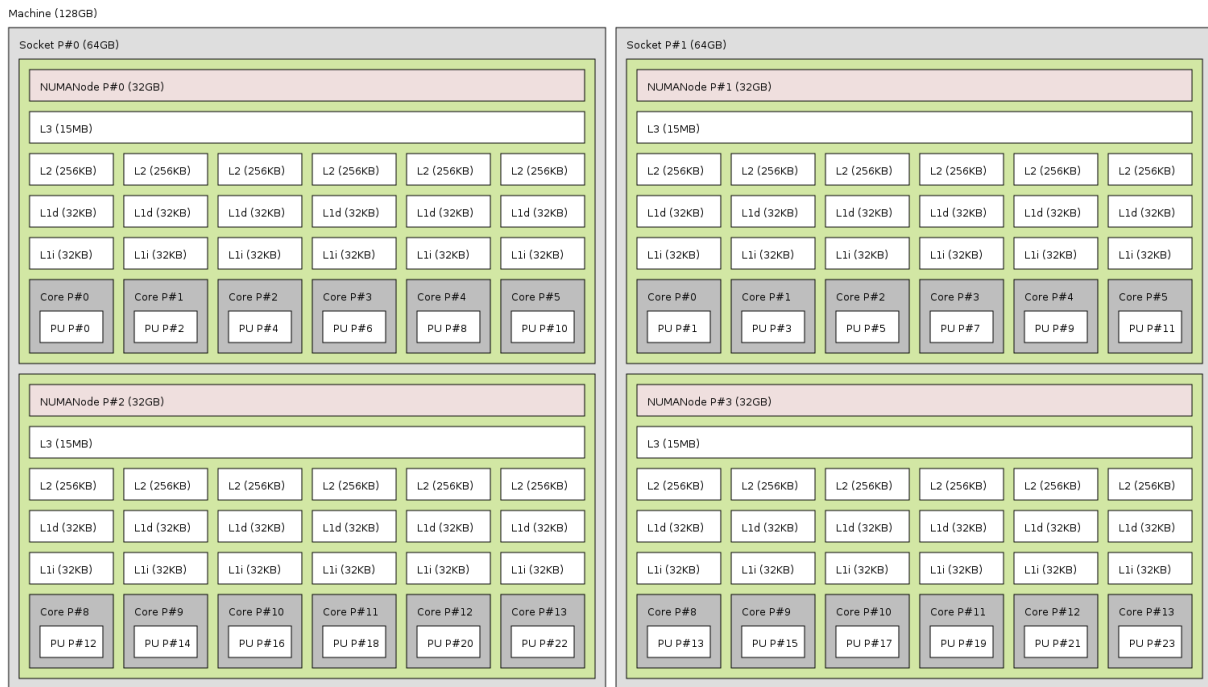 Machine (128GB)
Socket P#0 (64GB)
NUMANode P#0 (32GB)
L3 (15MB)
L2 (256KB) L2 (256KB) L2 (256KB) L2 (256KB) L2 (256KB) L2 (256KB)
L1d (32KB) L1d (32KB) L1d (32KB) L1d (32KB) L1d (32KB) L1d (32KB)
L1i (32KB) L1i (32KB) L1i (32KB) L1i (32KB) L1i (32KB) L1i (32KB)
Core P#0 Core P#1 Core P#2 Core P#3 Core P#4 Core P#5
PU P#0 PU P#2 PU P#4 PU P#6 PU P#8 PU P#10
NUMANode P#2 (32GB)
L3 (15MB)
L2 (256KB) L2 (256KB) L2 (256KB) L2 (256KB) L2 (256KB) L2 (256KB)
L1d (32KB) L1d (32KB) L1d (32KB) L1d (32KB) L1d (32KB) L1d (32KB)
L1i (32KB) L1i (32KB) L1i (32KB) L1i (32KB) L1i (32KB) L1i (32KB)
Core P#8 Core P#9 Core P#10 Core P#11 Core P#12 Core P#13
PU P#12 PU P#14 PU P#16 PU P#18 PU P#20 PU P#22
Socket P#1 (64GB)
NUMANode P#1 (32GB)
L3 (15MB)
L2 (256KB) L2 (256KB) L2 (256KB) L2 (256KB) L2 (256KB) L2 (256KB)
L1d (32KB) L1d (32KB) L1d (32KB) L1d (32KB) L1d (32KB) L1d (32KB)
L1i (32KB) L1i (32KB) L1i (32KB) L1i (32KB) L1i (32KB) L1i (32KB)
Core P#0 Core P#1 Core P#2 Core P#3 Core P#4 Core P#5
PU P#1 PU P#3 PU P#5 PU P#7 PU P#9 PU P#11
NUMANode P#3 (32GB)
L3 (15MB)
L2 (256KB) L2 (256KB) L2 (256KB) L2 (256KB) L2 (256KB) L2 (256KB)
L1d (32KB) L1d (32KB) L1d (32KB) L1d (32KB) L1d (32KB) L1d (32KB)
L1i (32KB) L1i (32KB) L1i (32KB) L1i (32KB) L1i (32KB) L1i (32KB)
Core P#8 Core P#9 Core P#10 Core P#11 Core P#12 Core P#13
PU P#13 PU P#15 PU P#17 PU P#19 PU P#21 PU P#23